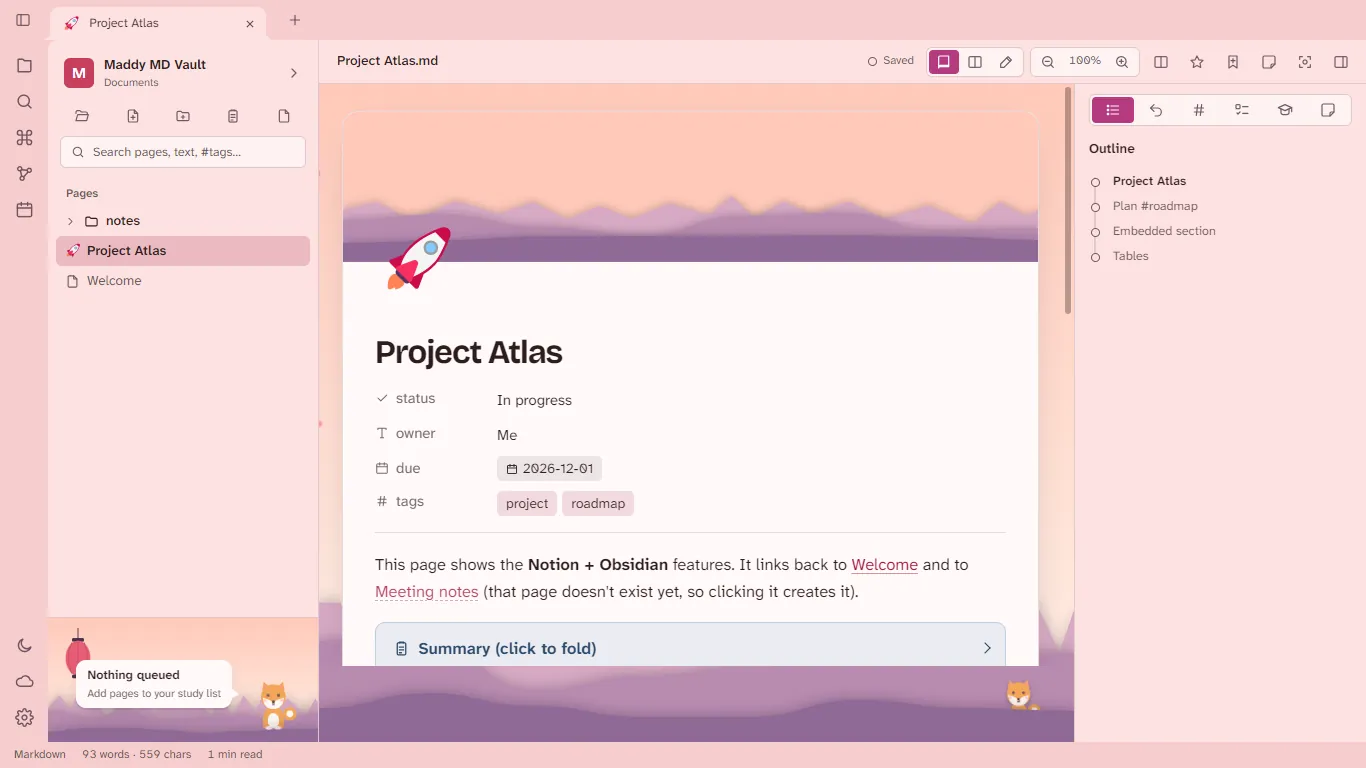 Project Atlas
M
Maddy MD Vault
Documents
Search pages, text, #tags...
Pages
notes
Project Atlas
Welcome
Nothing queued
Add pages to your study list
Project Atlas.md
Saved
100%
Project Atlas
status
In progress
owner
Me
due
2026-12-01
tags
project
roadmap
This page shows the Notion + Obsidian features. It links back to Welcome and to
Meeting notes (that page doesn't exist yet, so clicking it creates it).
Summary (click to fold)
Outline
Project Atlas
Plan #roadmap
Embedded section
Tables
Markdown
93 words · 559 chars
1 min read